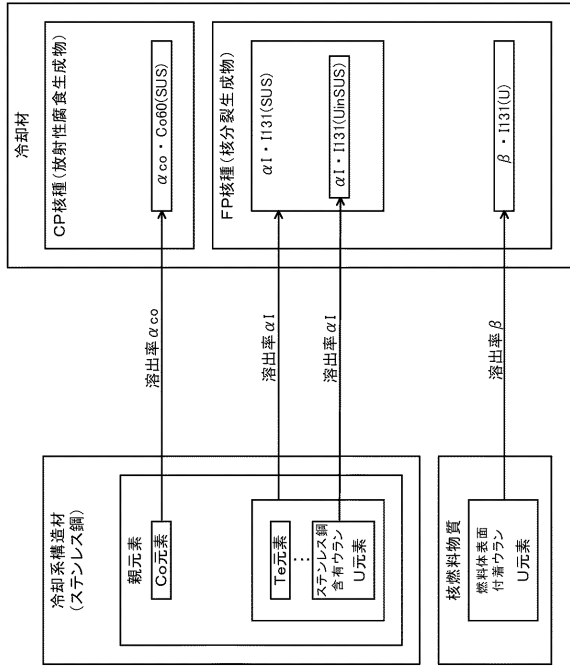 冷却系構造材
(ステンレス鋼)
親元素
Co元素
Te元素
ステンレス鋼
含有ウラン
U元素
核燃料物質
燃料体表面
付着ウラン
U元素
溶出率αco
溶出率αI
溶出率αI
溶出率β
冷却材
CP核種(放射性腐食生成物)
αco・Co60(SUS)
FP核種(核分裂生成物)
αI・I131(SUS)
αI・I131(UinSUS)
β・I131(U)